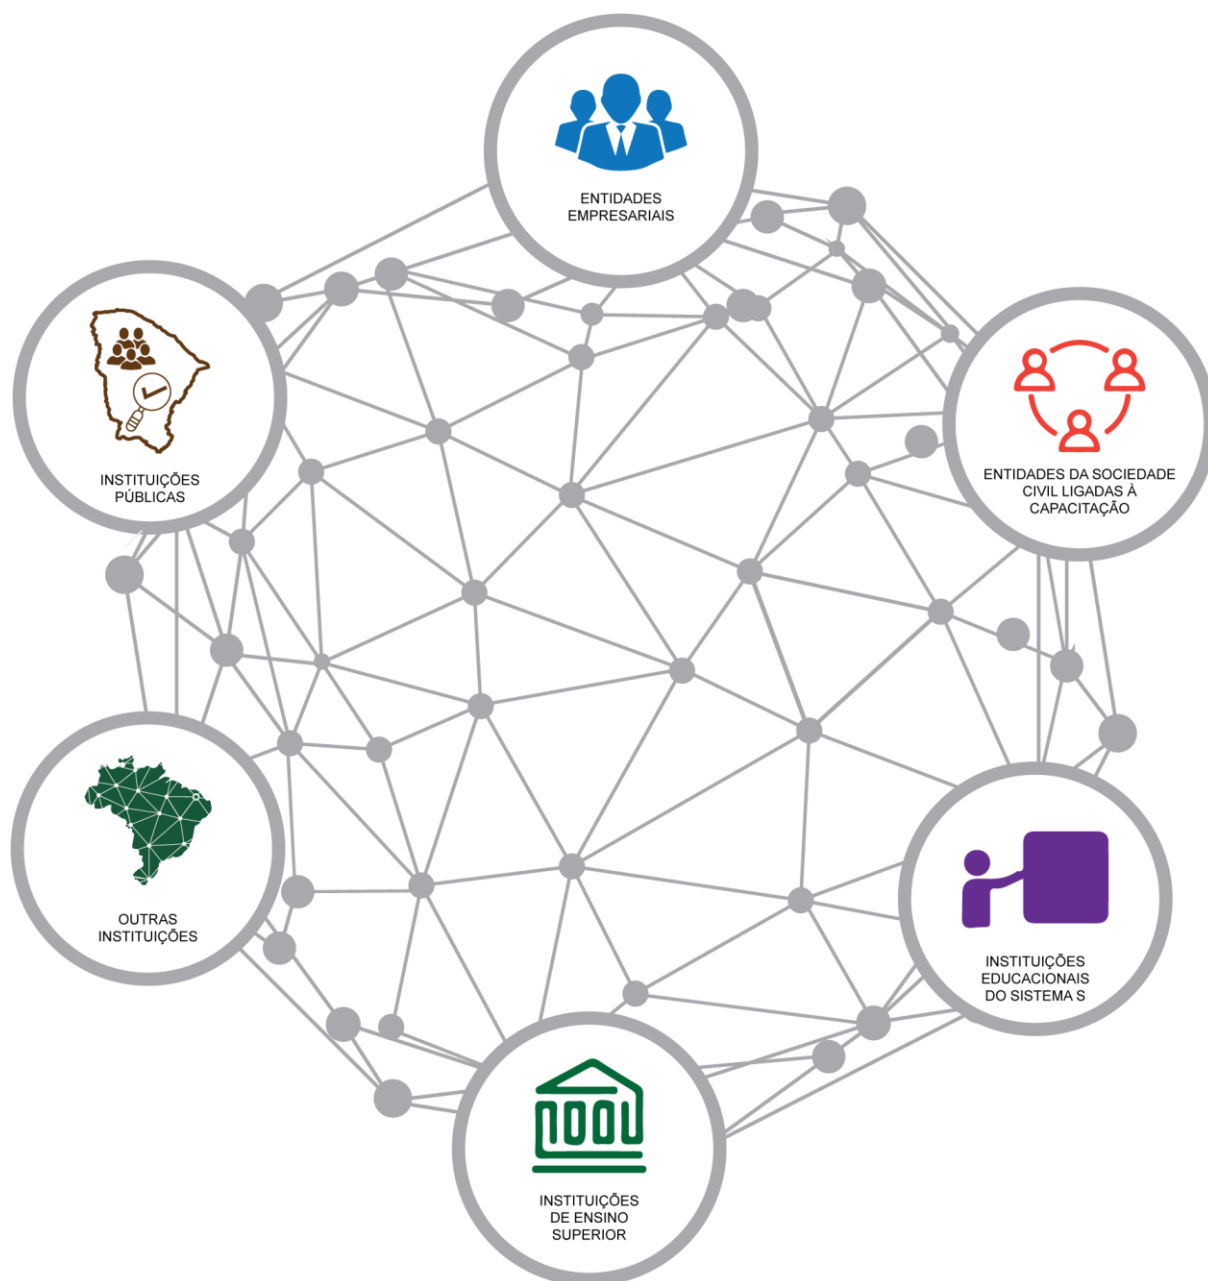 ENTIDADES
EMPRESARIAIS
INSTITUIÇÕES
PÚBLICAS
ENTIDADES DA SOCIEDADE
CIVIL LIGADAS À
CAPACITAÇÃO
OUTRAS
INSTITUIÇÕES
INSTITUIÇÕES
EDUCACIONAIS
DO SISTEMA S
INSTITUIÇÕES
DE ENSINO
SUPERIOR